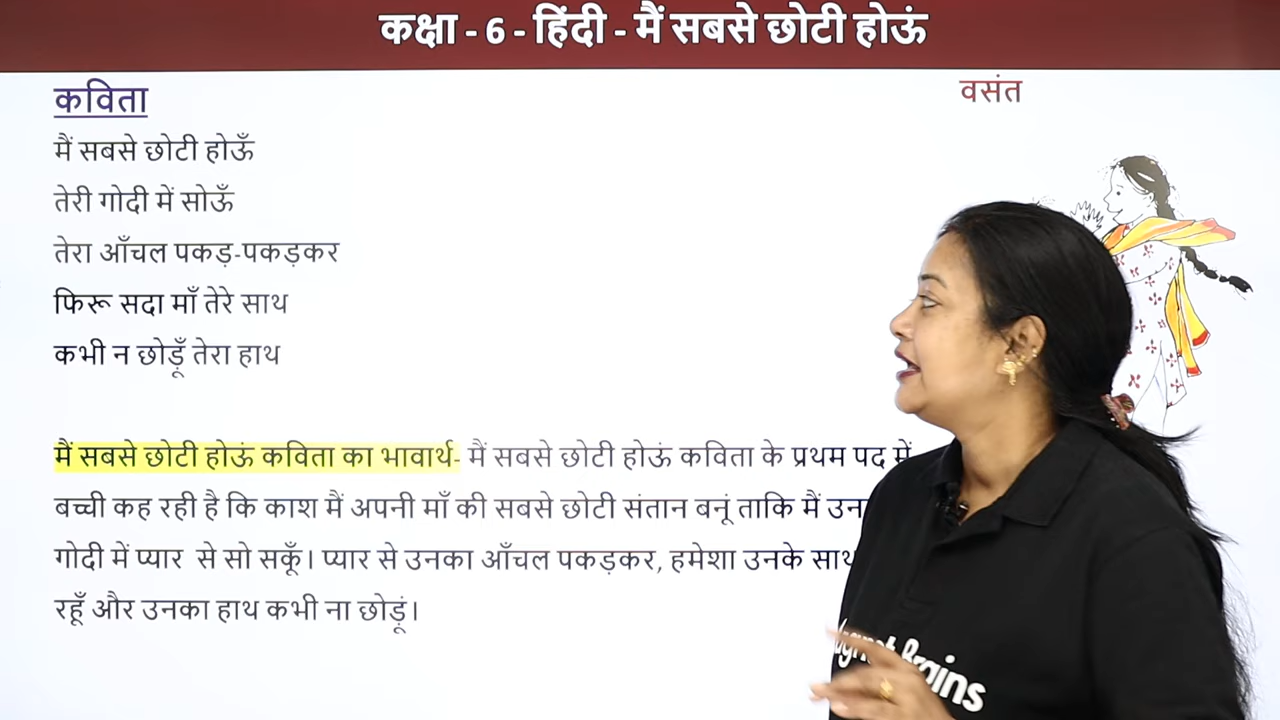 कक्षा - 6 - हिंदी - मैं सबसे छोटी होऊं
कविता
वसंत
मैं सबसे छोटी होऊँ
तेरी गोदी में सोऊँ
तेरा आँचल पकड़-पकड़कर
फिरू सदा माँ तेरे साथ
कभी न छोड़ूँ तेरा हाथ
मैं सबसे छोटी होऊं कविता का भावार्थ- मैं सबसे छोटी होऊं कविता के प्रथम पद में
बच्ची कह रही है कि काश मैं अपनी माँ की सबसे छोटी संतान बनूं ताकि मैं
गोदी में प्यार से सो सकूँ। प्यार से उनका आँचल पकड़कर, हमेशा उनके साथ
रहूँ और उनका हाथ कभी ना छोड़ूं।
Brains